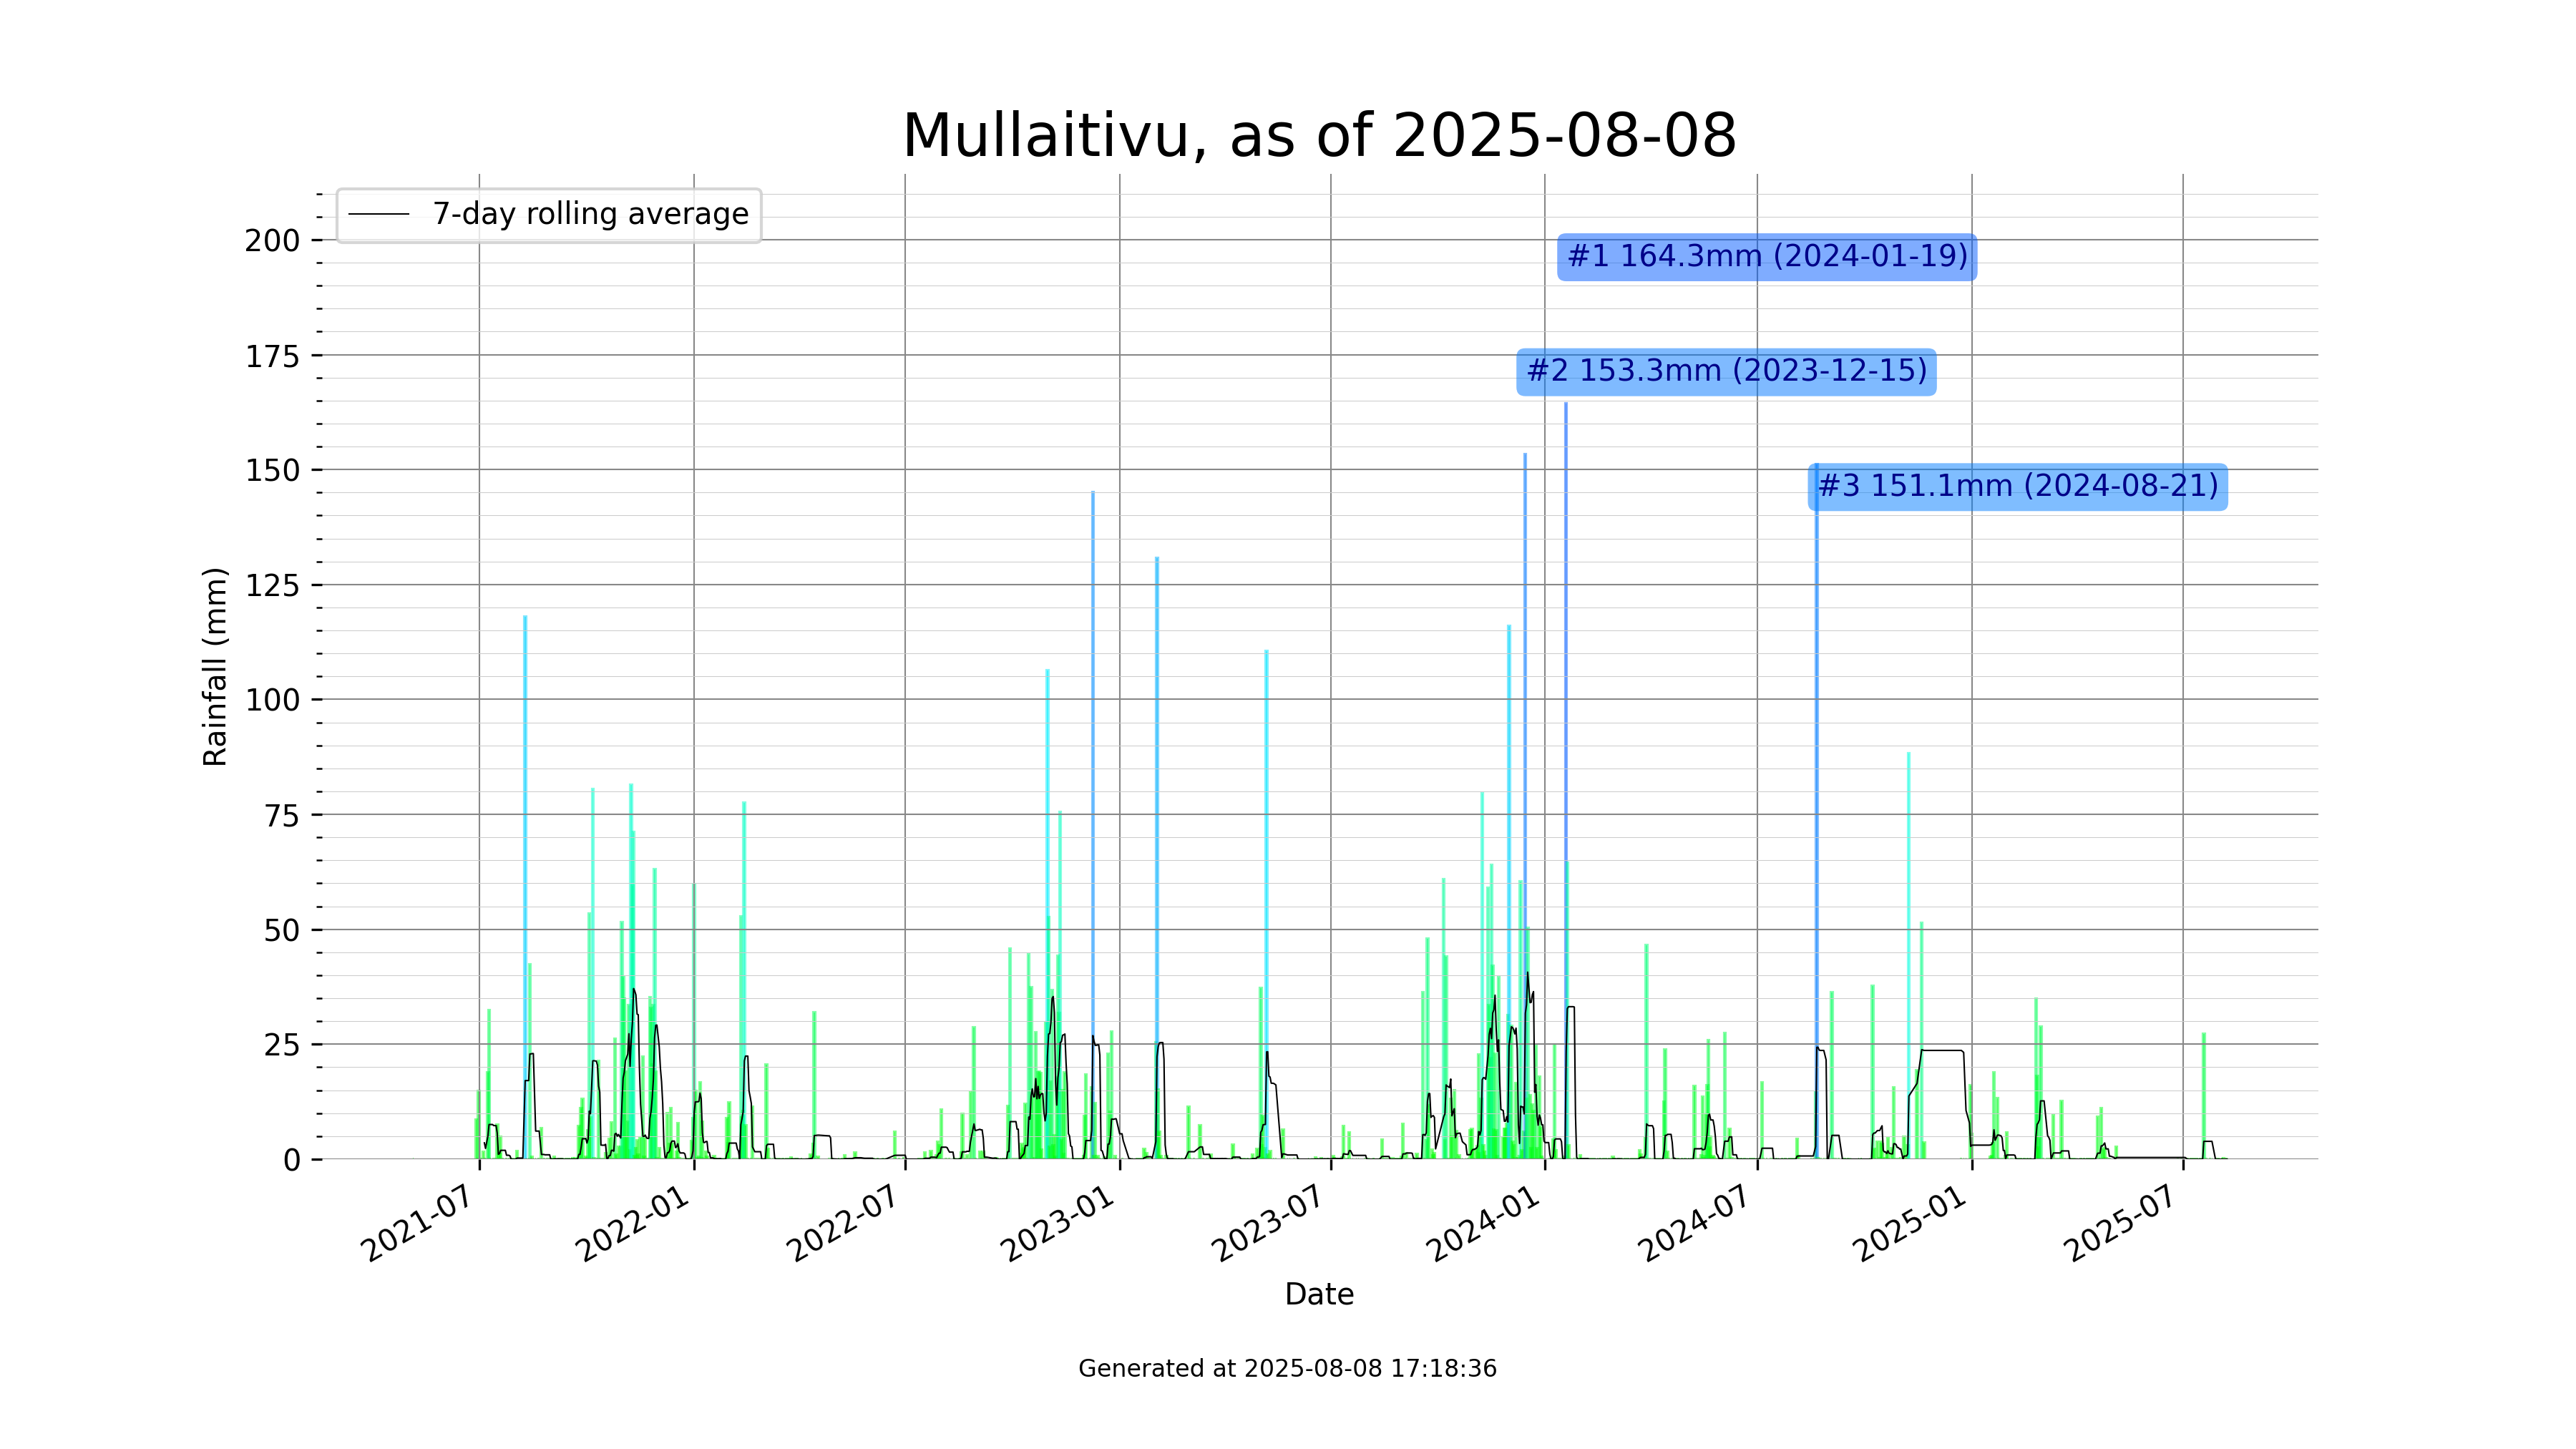 Mullaitivu, as of 2025-08-08
7-day rolling average
#1 164.3mm (2024-01-19)
#2 153.3mm (2023-12-15)
#3 151.1mm (2024-08-21)
200
175
150
125
100
75
50
25
0
Rainfall (mm)
2021-07
2022-01
2022-07
2023-01
2023-07
2024-01
2024-07
2025-01
2025-07
Date
Generated at 2025-08-08 17:18:36